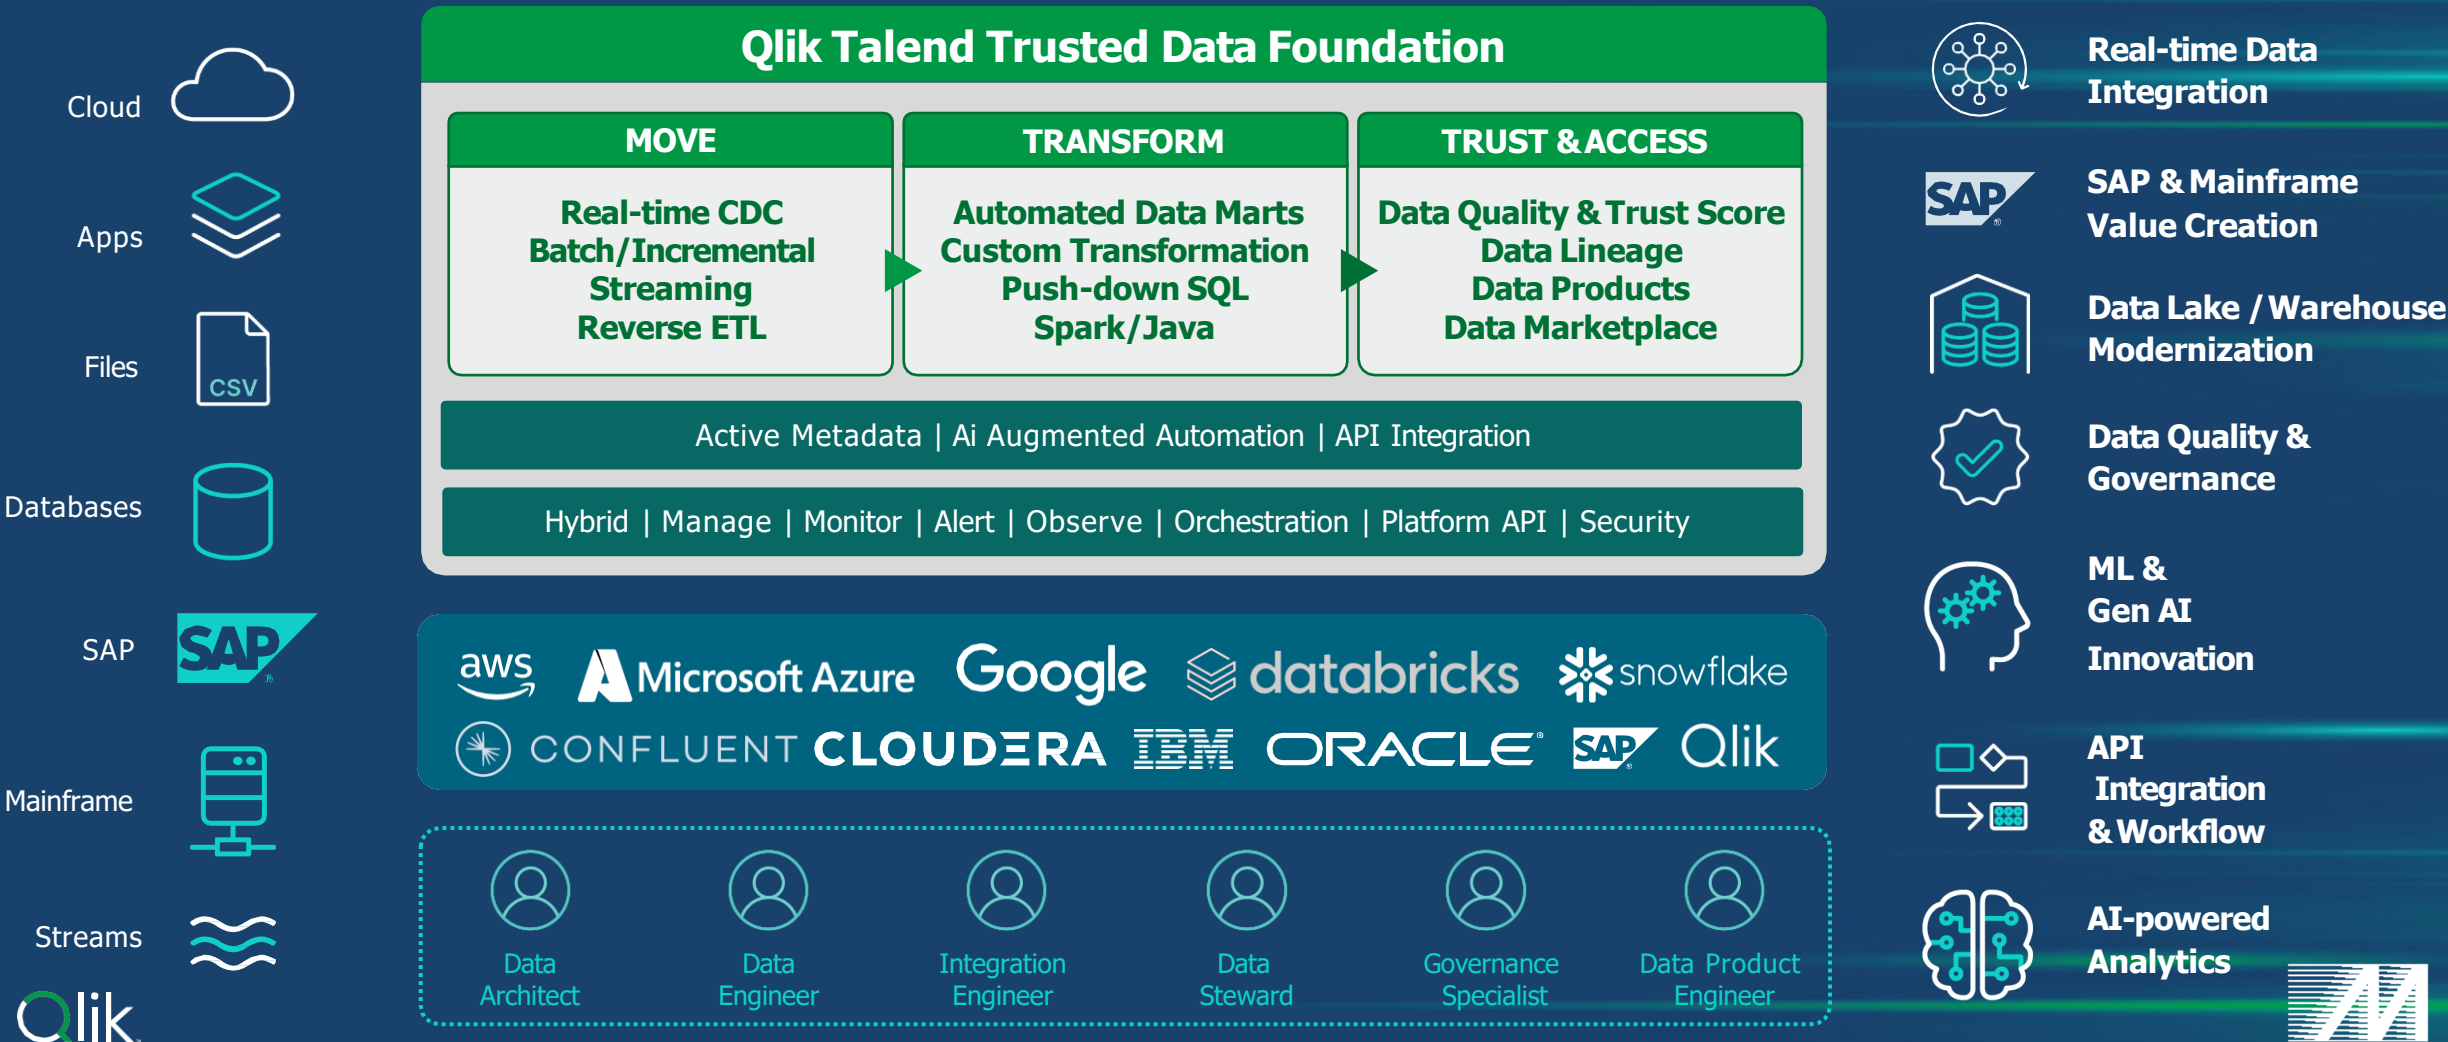 Cloud
Apps
Files
CSV
Databases
SAP
SAP
®
Mainframe
Streams
Qlik
Qlik Talend Trusted Data Foundation
MOVE
Real-time CDC
Batch/Incremental
Streaming
Reverse ETL
TRANSFORM
Automated Data Marts
Custom Transformation
Push-down SQL
Spark/Java
TRUST & ACCESS
Data Quality & Trust Score
Data Lineage
Data Products
Data Marketplace
Active Metadata | Ai Augmented Automation | API Integration
Hybrid | Manage | Monitor | Alert | Observe | Orchestration | Platform API | Security
aws Microsoft Azure Google databricks snowflake
CONFLUENT CLOUDERA IBM ORACLE® SAP® Qlik
Data
Architect
Data
Engineer
Integration
Engineer
Data
Steward
Governance
Specialist
Data Product
Engineer
Real-time Data
Integration
SAP®
SAP & Mainframe
Value Creation
Data Lake / Warehouse
Modernization
Data Quality &
Governance
ML &
Gen AI
Innovation
API
Integration
& Workflow
AI-powered
Analytics
M